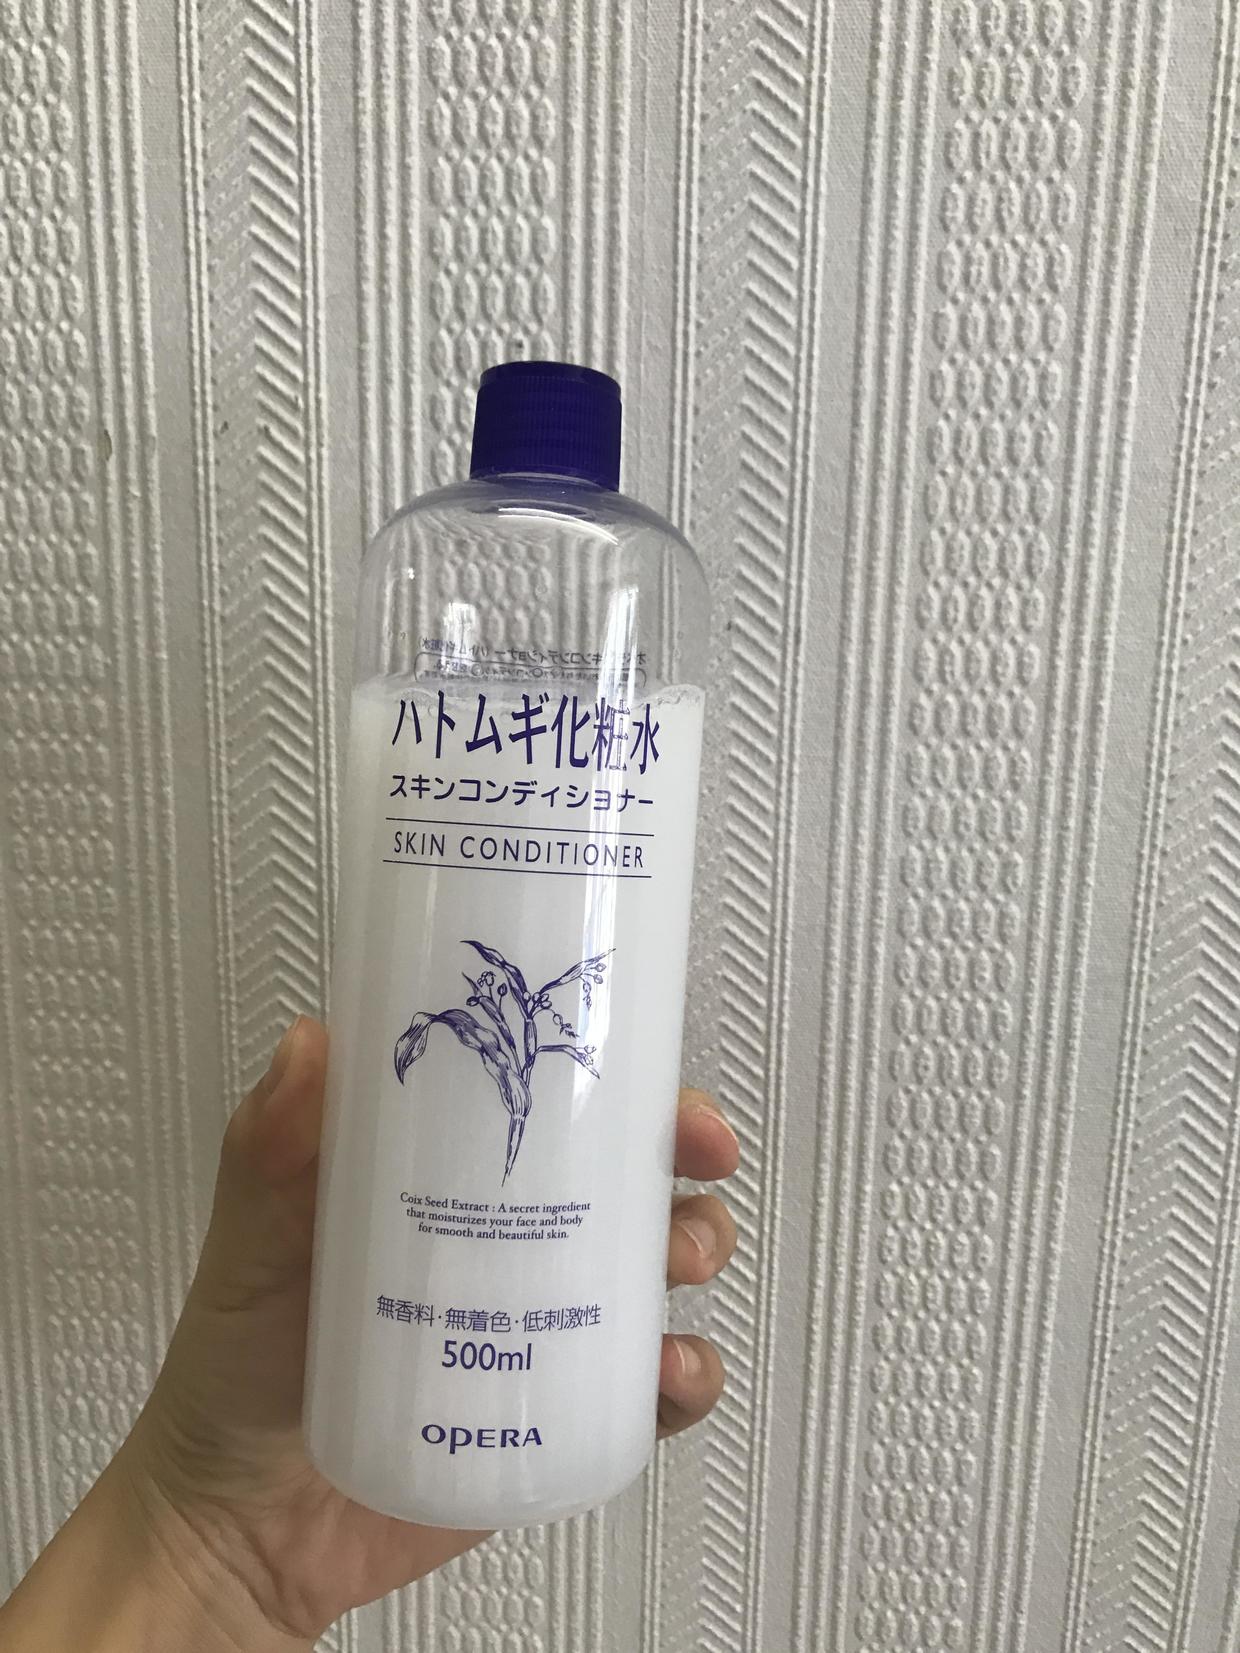 ハトムギ化粧水
スキンコンディショナー
SKIN CONDITIONER
Coix Seed Extract : A secret ingredient
that moisturizes your face and body
for smooth and beautiful skin.
無香料・無着色・低刺激性
500ml
OPERA